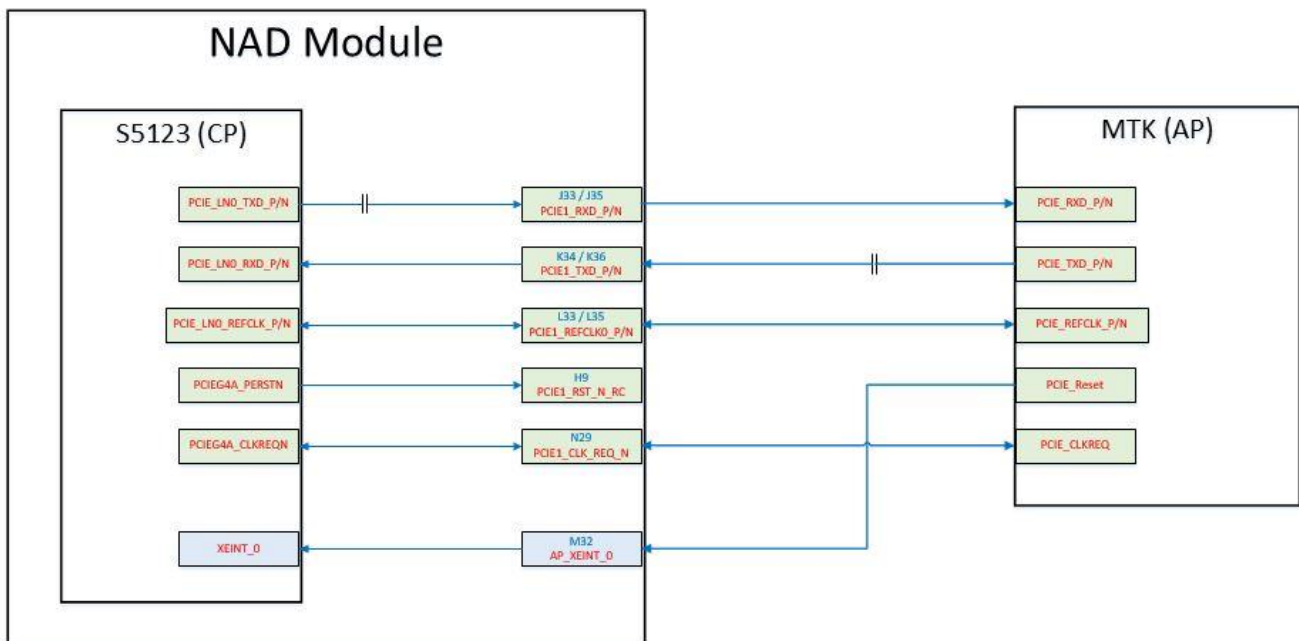 NAD Module
S5123 (CP)
MTK (AP)
PCIE_LN0_TXD_P/N
J33 / J35
PCIE1_RXD_P/N
PCIE_RXD_P/N
PCIE_LN0_RXD_P/N
K34 / K36
PCIE1_TXD_P/N
PCIE_TXD_P/N
PCIE_LN0_REFCLK_P/N
L33 / L35
PCIE1_REFCLK0_P/N
PCIE_REFCLK_P/N
PCIEG4A_PERSTN
H9
PCIE1_RST_N_RC
PCIE_Reset
PCIEG4A_CLKREQN
N29
PCIE1_CLK_REQ_N
PCIE_CLKREQ
XEINT_0
M32
AP_XEINT_0